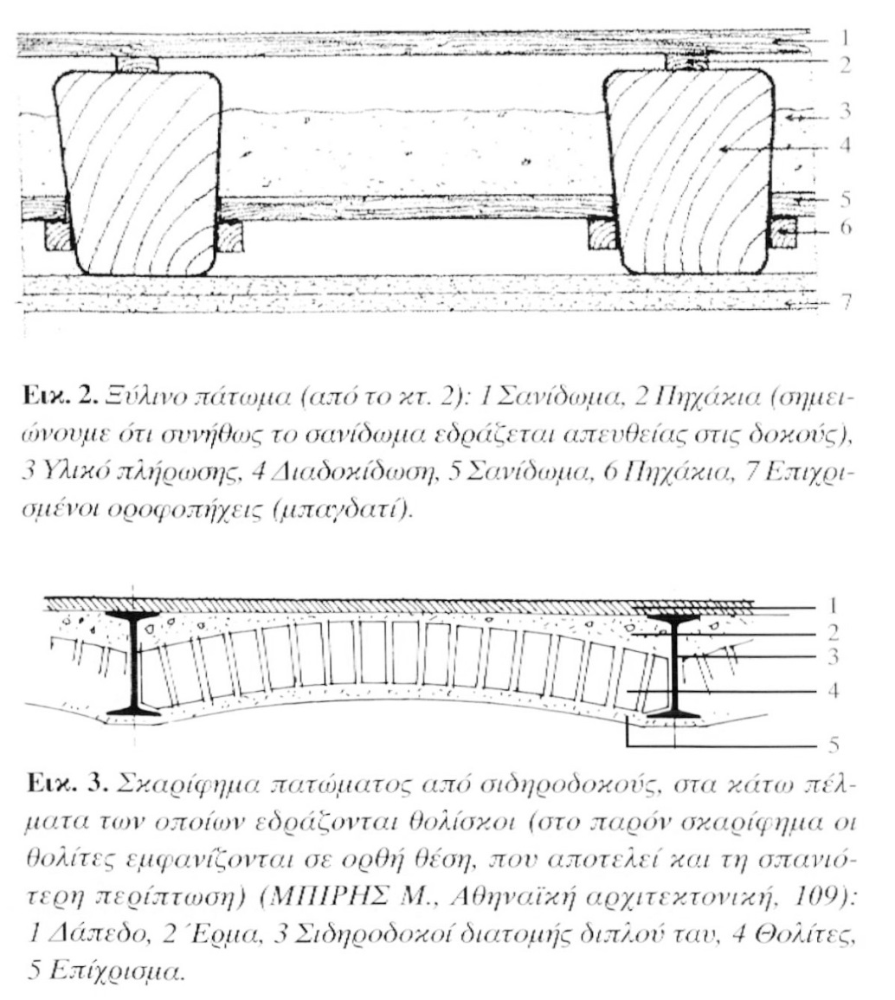 1
2
3
4
5
6
7
Εικ. 2. Ξύλινο πάτωμα (από το κτ. 2): 1 Σανίδωμα, 2 Πηχάκια (σημει-
ώνουμε ότι συνήθως το σανίδωμα εδράζεται απευθείας στις δοκούς),
3 Υλικό πλήρωσης, 4 Διαδοκίδωση, 5 Σανίδωμα, 6 Πηχάκια, 7 Επιχρι-
σμένοι οροφοπήχεις (μπαγδατί).
1
2
3
4
5
Εικ. 3. Σκαρίφημα πατώματος από σιδηροδοκούς, στα κάτω πέλ-
ματα των οποίων εδράζονται θολίσκοι (στο παρόν σκαρίφημα οι
θολίτες εμφανίζονται σε ορθή θέση, που αποτελεί και τη σπανιό-
τερη περίπτωση) (ΜΠΙΡΗΣ Μ., Αθηναϊκή αρχιτεκτονική, 109):
1 Δάπεδο, 2 Έρμα, 3 Σιδηροδοκοί διατομής διπλού ταυ, 4 Θολίτες,
5 Επίχρισμα.